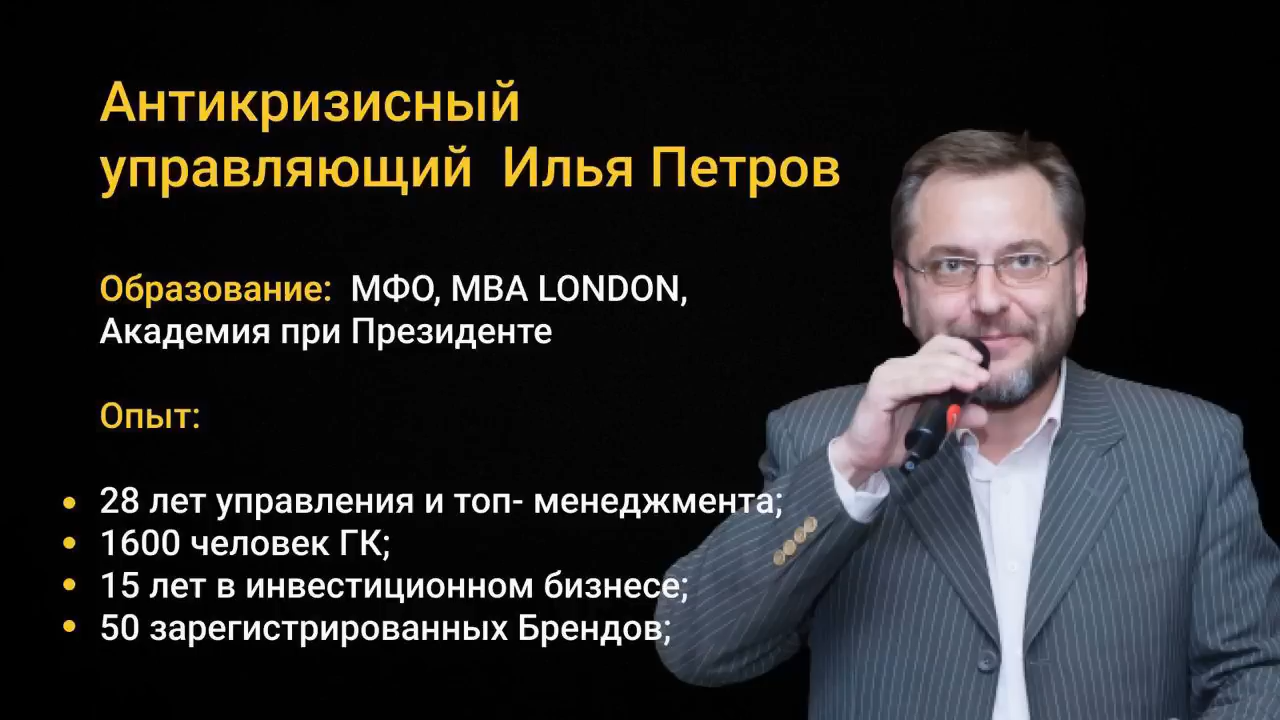 Антикризисный
управляющий Илья Петров
Образование: МФО, MBA LONDON,
Академия при Президенте
Опыт:
• 28 лет управления и топ- менеджмента;
• 1600 человек ГК;
• 15 лет в инвестиционном бизнесе;
• 50 зарегистрированных Брендов;